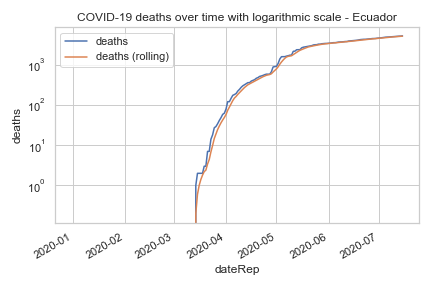 COVID-19 deaths over time with logarithmic scale - Ecuador
deaths
deaths (rolling)
10³
10²
10¹
10⁰
deaths
2020-01
2020-02
2020-03
2020-04
2020-05
2020-06
2020-07
dateRep